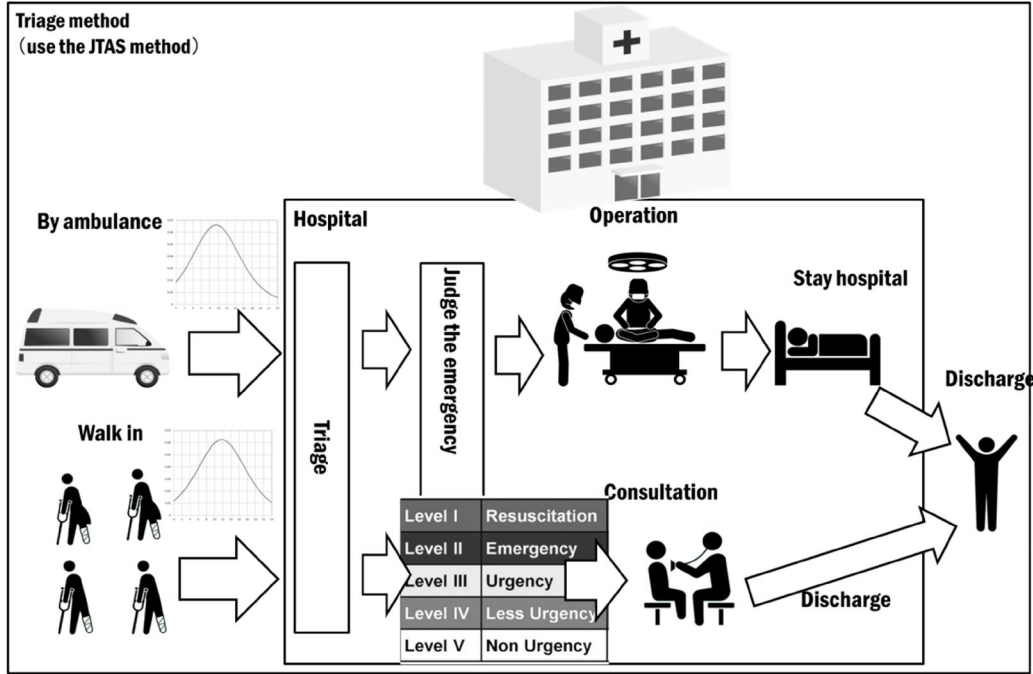 Triage method
（use the JTAS method）
By ambulance
Hospital
Operation
Stay hospital
Judge the emergency
Discharge
Walk in
Triage
Consultation
Level I Resuscitation
Level II Emergency
Level III Urgency
Level IV Less Urgency
Level V Non Urgency
Discharge